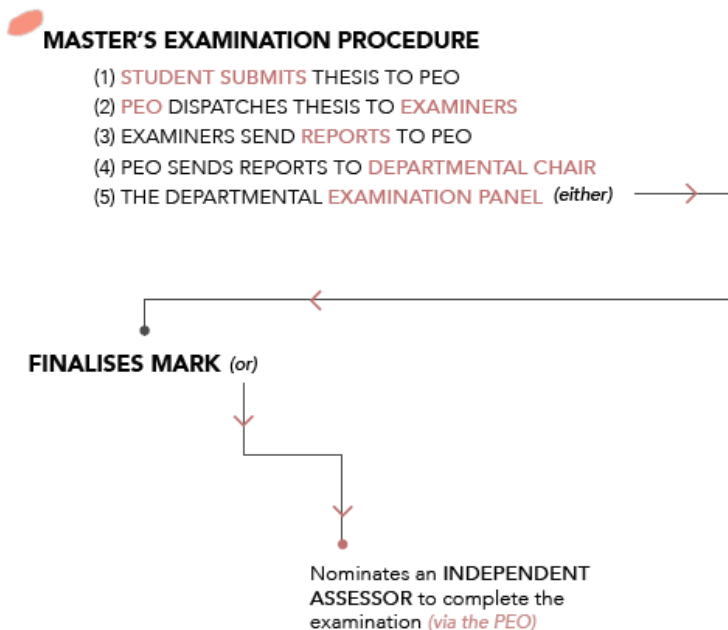 MASTER'S EXAMINATION PROCEDURE
(1) STUDENT SUBMITS THESIS TO PEO
(2) PEO DISPATCHES THESIS TO EXAMINERS
(3) EXAMINERS SEND REPORTS TO PEO
(4) PEO SENDS REPORTS TO DEPARTMENTAL CHAIR
(5) THE DEPARTMENTAL EXAMINATION PANEL (either)
FINALISES MARK (or)
Nominates an INDEPENDENT
ASSESSOR to complete the
examination (via the PEO)